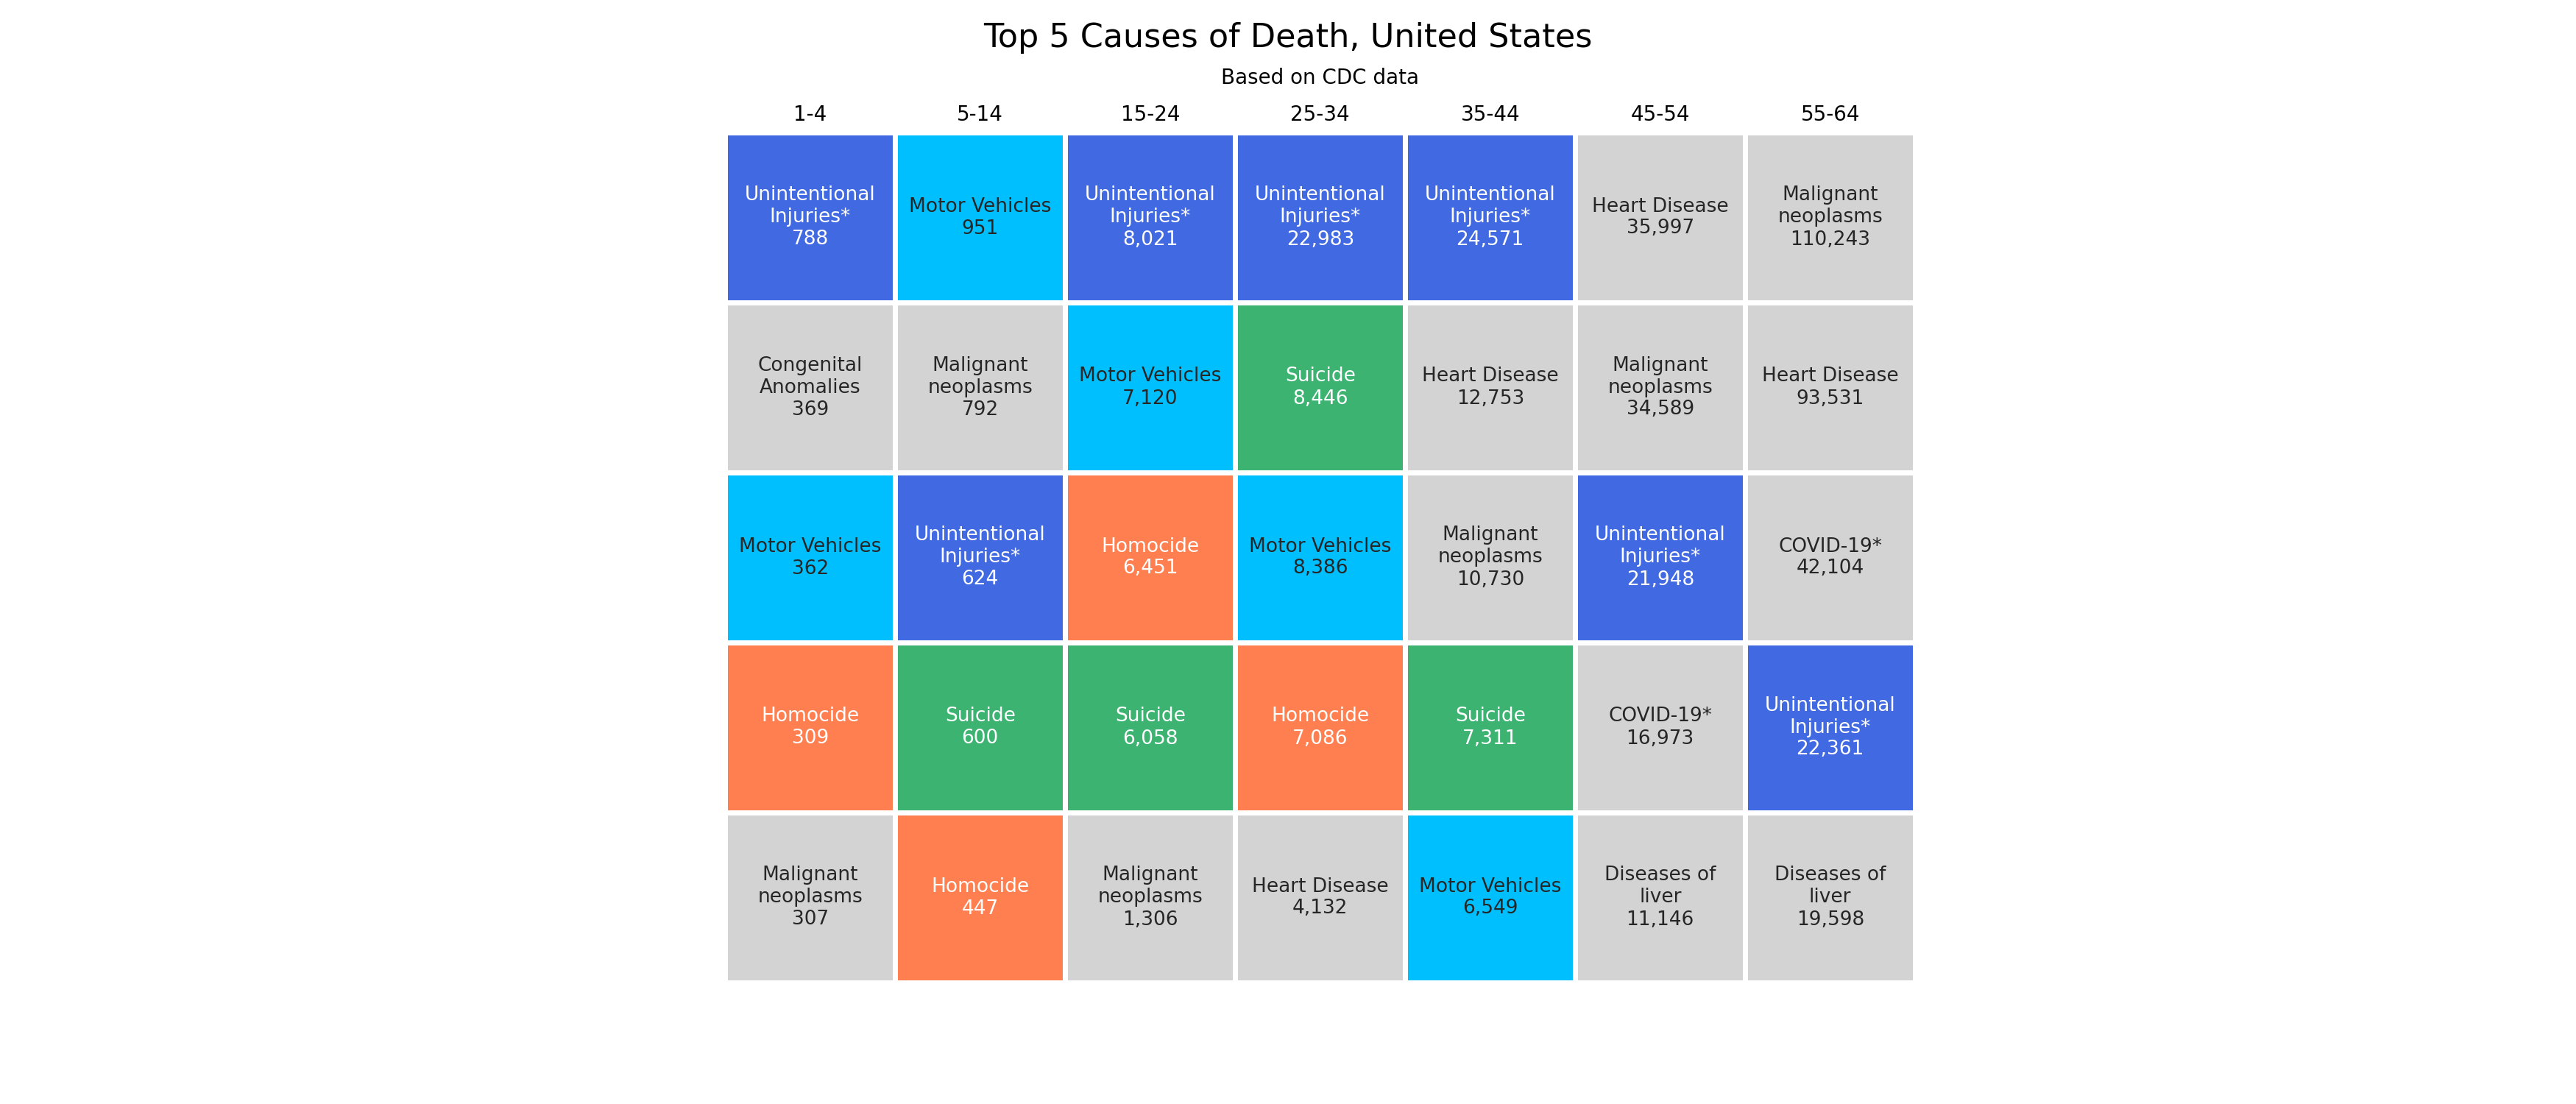 Top 5 Causes of Death, United States
Based on CDC data
1-4
5-14
15-24
25-34
35-44
45-54
55-64
Unintentional
Injuries*
788
Motor Vehicles
951
Unintentional
Injuries*
8,021
Unintentional
Injuries*
22,983
Unintentional
Injuries*
24,571
Heart Disease
35,997
Malignant
neoplasms
110,243
Congenital
Anomalies
369
Malignant
neoplasms
792
Motor Vehicles
7,120
Suicide
8,446
Heart Disease
12,753
Malignant
neoplasms
34,589
Heart Disease
93,531
Motor Vehicles
362
Unintentional
Injuries*
624
Homocide
6,451
Motor Vehicles
8,386
Malignant
neoplasms
10,730
Unintentional
Injuries*
21,948
COVID-19*
42,104
Homocide
309
Suicide
600
Suicide
6,058
Homocide
7,086
Suicide
7,311
COVID-19*
16,973
Unintentional
Injuries*
22,361
Malignant
neoplasms
307
Homocide
447
Malignant
neoplasms
1,306
Heart Disease
4,132
Motor Vehicles
6,549
Diseases of
liver
11,146
Diseases of
liver
19,598